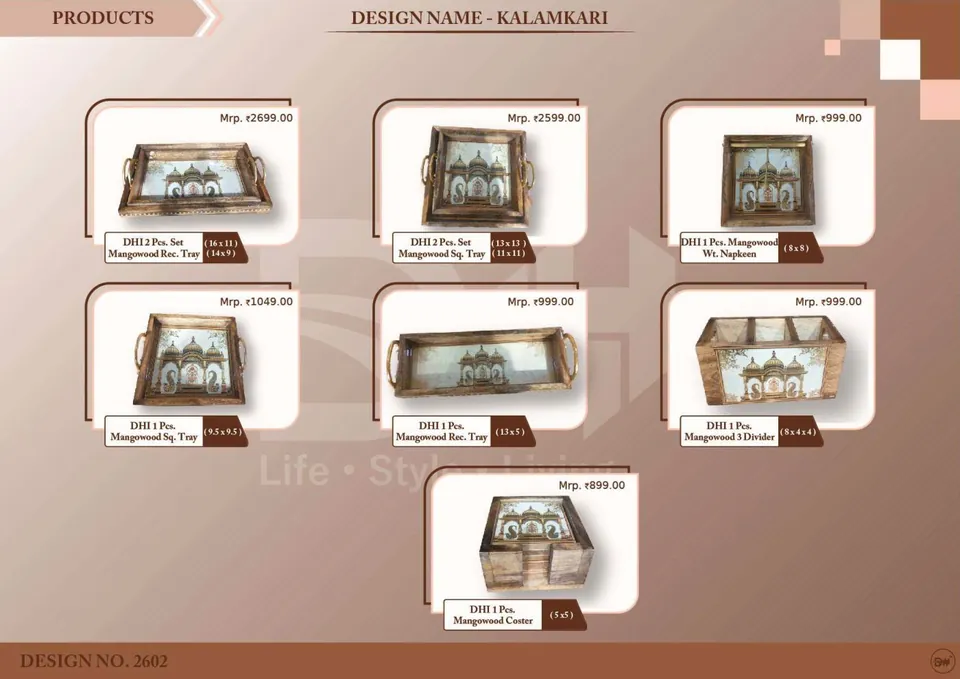 PRODUCTS
DESIGN NAME - KALAMKARI
Mrp. ₹2699.00
DHI 2 Pcs. Set
Mangowood Rec. Tray
( 16 x 11 )
( 14 x 9 )
Mrp. ₹2599.00
DHI 2 Pcs. Set
Mangowood Sq. Tray
( 13 x 13 )
( 11 x 11 )
Mrp. ₹999.00
DHI 1 Pcs. Mangowood
Wt. Napkeen
( 8 x 8 )
Mrp. ₹1049.00
DHI 1 Pcs.
Mangowood Sq. Tray
( 9.5 x 9.5 )
Mrp. ₹999.00
DHI 1 Pcs.
Mangowood Rec. Tray
( 13 x 5 )
Mrp. ₹999.00
DHI 1 Pcs.
Mangowood 3 Divider
( 8 x 4 x 4 )
Life • Style • Living
Mrp. ₹899.00
DHI 1 Pcs.
Mangowood Coster
( 5 x5 )
DESIGN NO. 2602